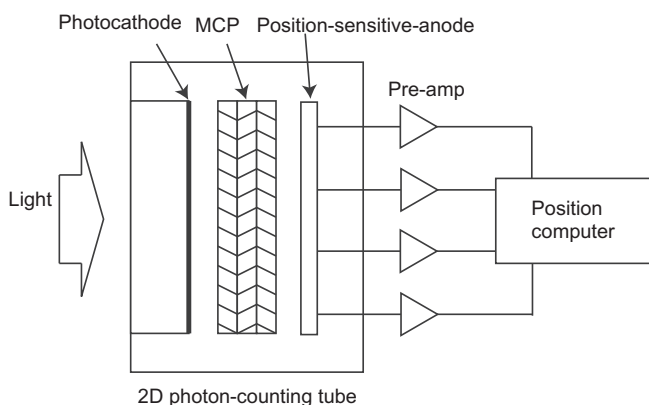 Photocathode
MCP
Position-sensitive-anode
Pre-amp
Light
Position
computer
2D photon-counting tube